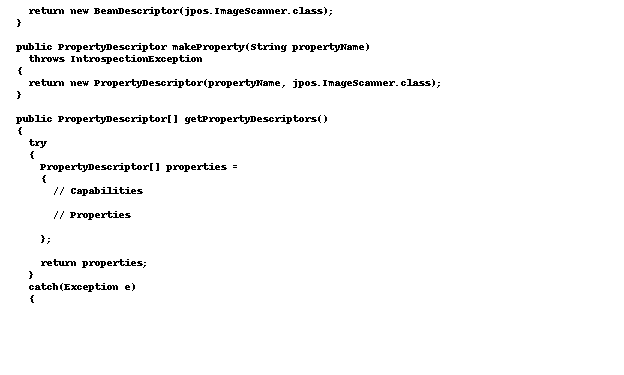 return new BeanDescriptor(jpos.ImageScanner.class);
}
public PropertyDescriptor makeProperty(String propertyName)
throws IntrospectionException
{
return new PropertyDescriptor(propertyName, jpos.ImageScanner.class);
}
public PropertyDescriptor[] getPropertyDescriptors()
{
try
{
PropertyDescriptor[] properties =
{
// Capabilities
// Properties
};
return properties;
}
catch(Exception e)
{